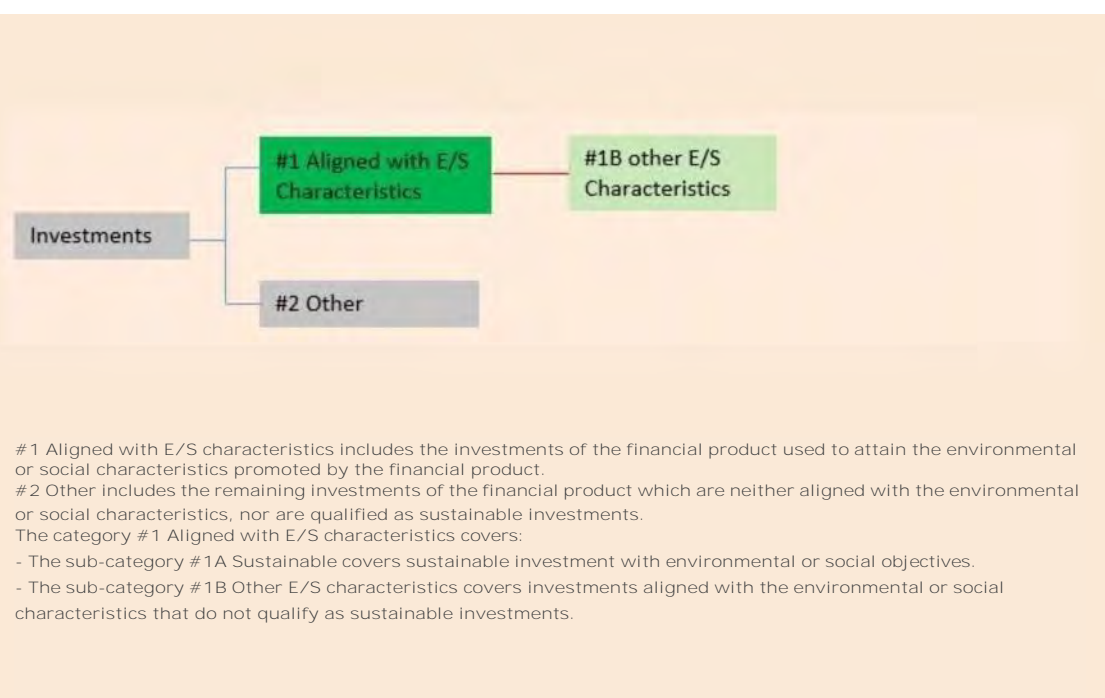 #1 Aligned with E/S
Characteristics
#1B other E/S
Characteristics
Investments
#2 Other
#1 Aligned with E/S characteristics includes the investments of the financial product used to attain the environmental
or social characteristics promoted by the financial product.
#2 Other includes the remaining investments of the financial product which are neither aligned with the environmental
or social characteristics, nor are qualified as sustainable investments.
The category #1 Aligned with E/S characteristics covers:
- The sub-category #1A Sustainable covers sustainable investment with environmental or social objectives.
- The sub-category #1B Other E/S characteristics covers investments aligned with the environmental or social
characteristics that do not qualify as sustainable investments.